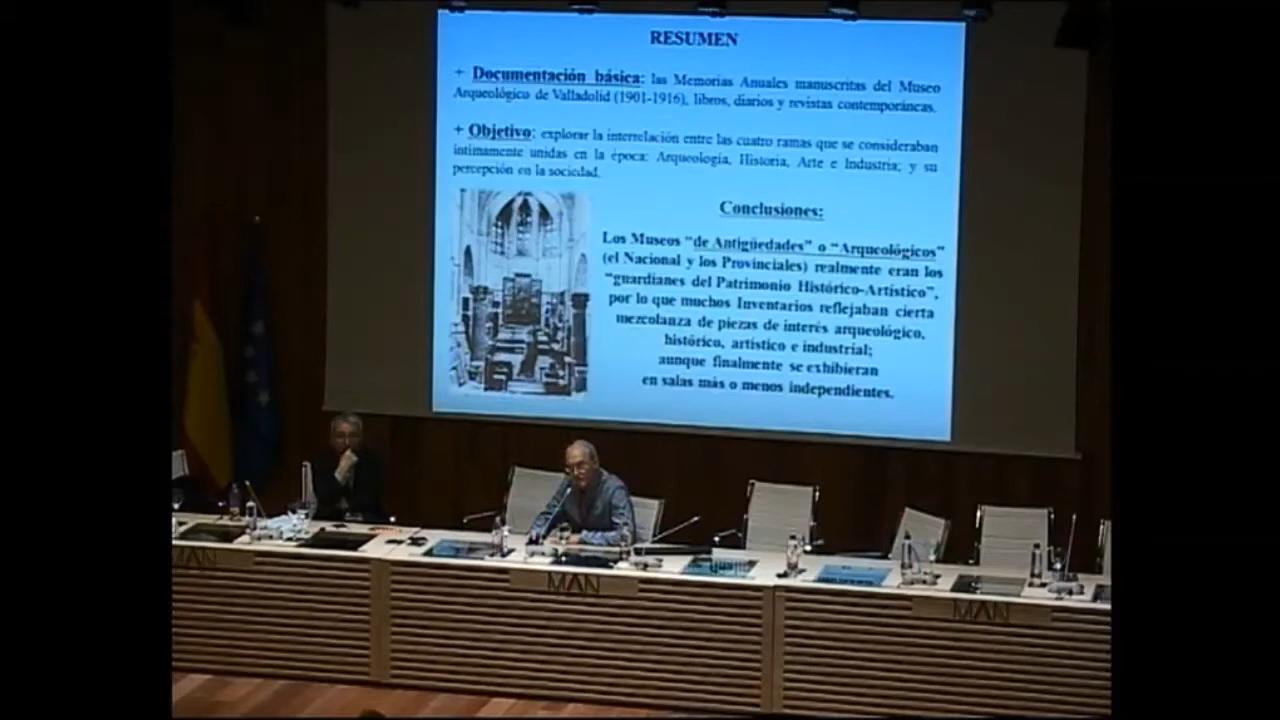 RESUMEN
+ Documentación básica: las Memorias Anuales manuscritas del Museo
Arqueológico de Valladolid (1901-1916), libros, diarios y revistas contemporáneas.
+ Objetivo: explorar la interrelación entre las cuatro ramas que se consideraban
íntimamente unidas en la época: Arqueología, Historia, Arte e Industria; y su
percepción en la sociedad.
Conclusiones:
Los Museos "de Antigüedades" o "Arqueológicos"
(el Nacional y los Provinciales) realmente eran los
"guardianes del Patrimonio Histórico-Artístico",
por lo que muchos Inventarios reflejaban cierta
mezcolanza de piezas de interés arqueológico,
histórico, artístico e industrial;
aunque finalmente se exhibieran
en salas más o menos independientes.
MAN
MAN
MAN